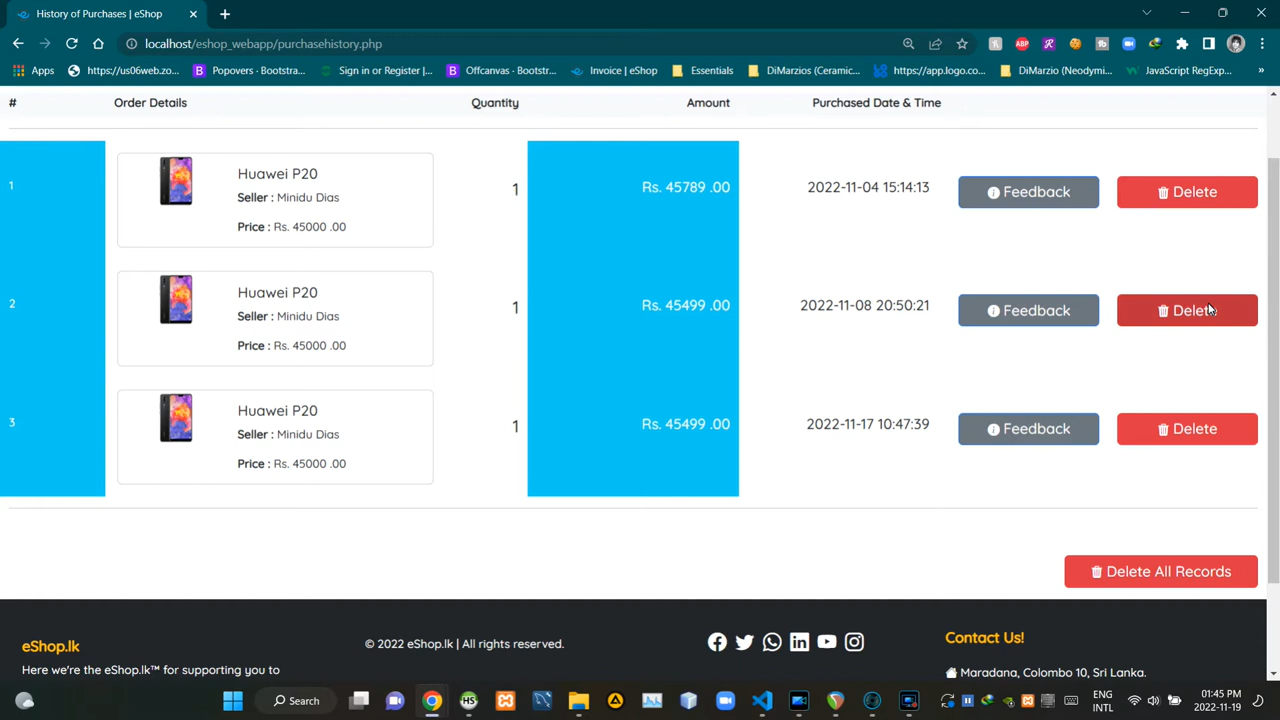 History of Purchases | eShop
localhost/eshop_webapp/purchasehistory.php
ABP
Apps
https://us06web.zo...
Popovers · Bootstra...
Sign in or Register |...
Offcanvas · Bootstr...
Invoice | eShop
Essentials
DiMarzios (Ceramic...
https://app.logo.co...
DiMarzio (Neodymi...
JavaScript RegExp...
»
# Order Details Quantity Amount Purchased Date & Time
1
Huawei P20
Seller : Minidu Dias
Price : Rs. 45000 .00
1
Rs. 45789 .00
2022-11-04 15:14:13
Feedback
Delete
2
Huawei P20
Seller : Minidu Dias
Price : Rs. 45000 .00
1
Rs. 45499 .00
2022-11-08 20:50:21
Feedback
Delete
3
Huawei P20
Seller : Minidu Dias
Price : Rs. 45000 .00
1
Rs. 45499 .00
2022-11-17 10:47:39
Feedback
Delete
Delete All Records
eShop.lk
Here we're the eShop.lk™ for supporting you to
© 2022 eShop.lk | All rights reserved.
Contact Us!
Maradana, Colombo 10, Sri Lanka.
Search
HS
ENG
INTL
01:45 PM
2022-11-19